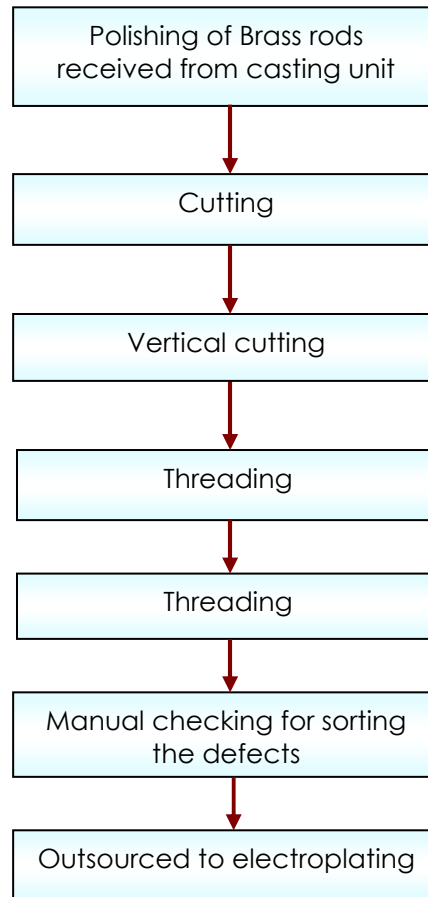 Polishing of Brass rods
received from casting unit
Cutting
Vertical cutting
Threading
Threading
Manual checking for sorting
the defects
Outsourced to electroplating